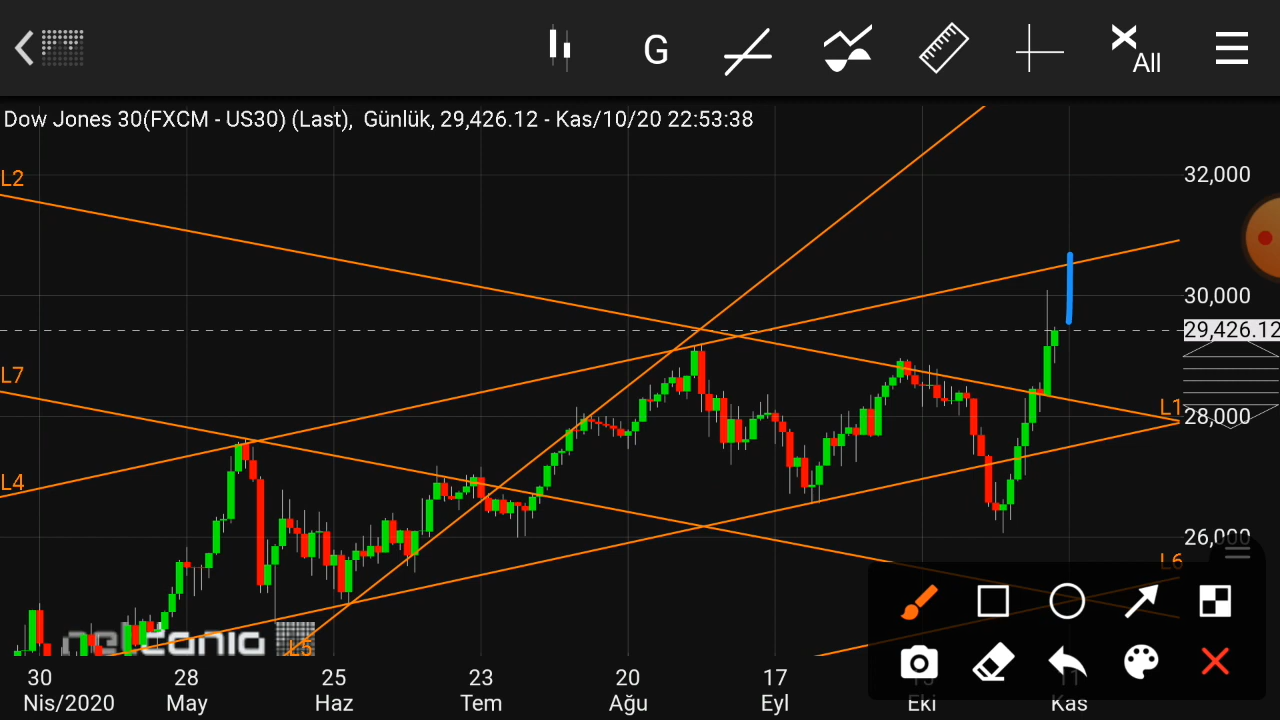 G
All
Dow Jones 30(FXCM - US30) (Last), Günlük, 29,426.12 - Kas/10/20 22:53:38
L2
32,000
30,000
29,426.12
L7
L1
28,000
L4
26,000
L6
L5
30 28 25 23 20 17 11
Nis/2020 May Haz Tem Ağu Eyl Eki Kas